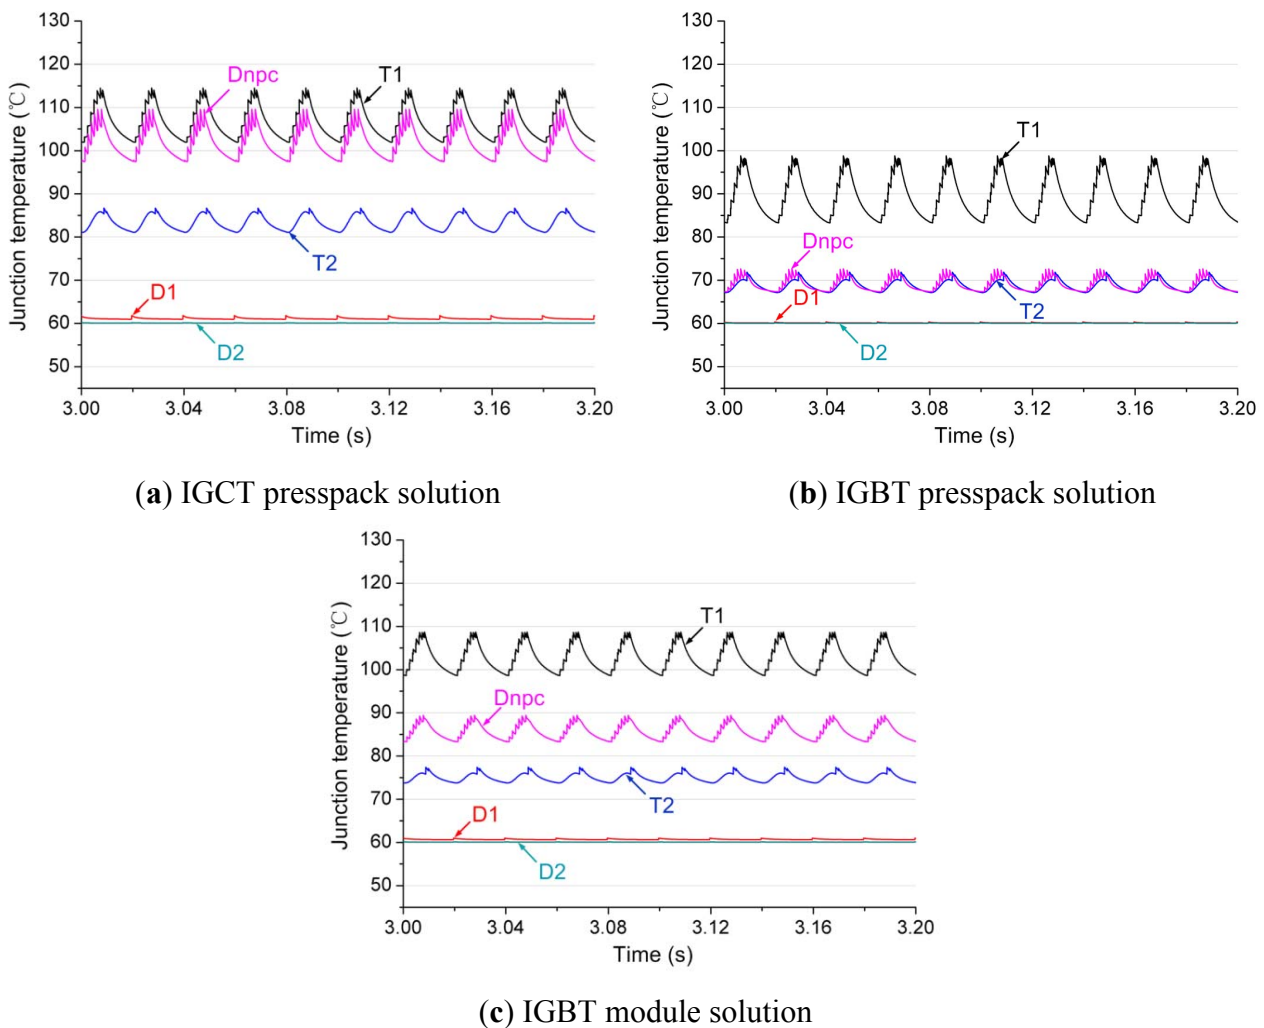 130
120
110
100
90
80
70
60
50
Junction temperature (℃)
Dnpc
T1
T2
D1
D2
3.00
3.04
3.08
3.12
3.16
3.20
Time (s)
(a) IGCT presspack solution
130
120
110
100
90
80
70
60
50
Junction temperature (℃)
T1
Dnpc
D1
T2
D2
3.00
3.04
3.08
3.12
3.16
3.20
Time (s)
(b) IGBT presspack solution
130
120
110
100
90
80
70
60
50
Junction temperature (℃)
T1
Dnpc
T2
D1
D2
3.00
3.04
3.08
3.12
3.16
3.20
Time (s)
(c) IGBT module solution